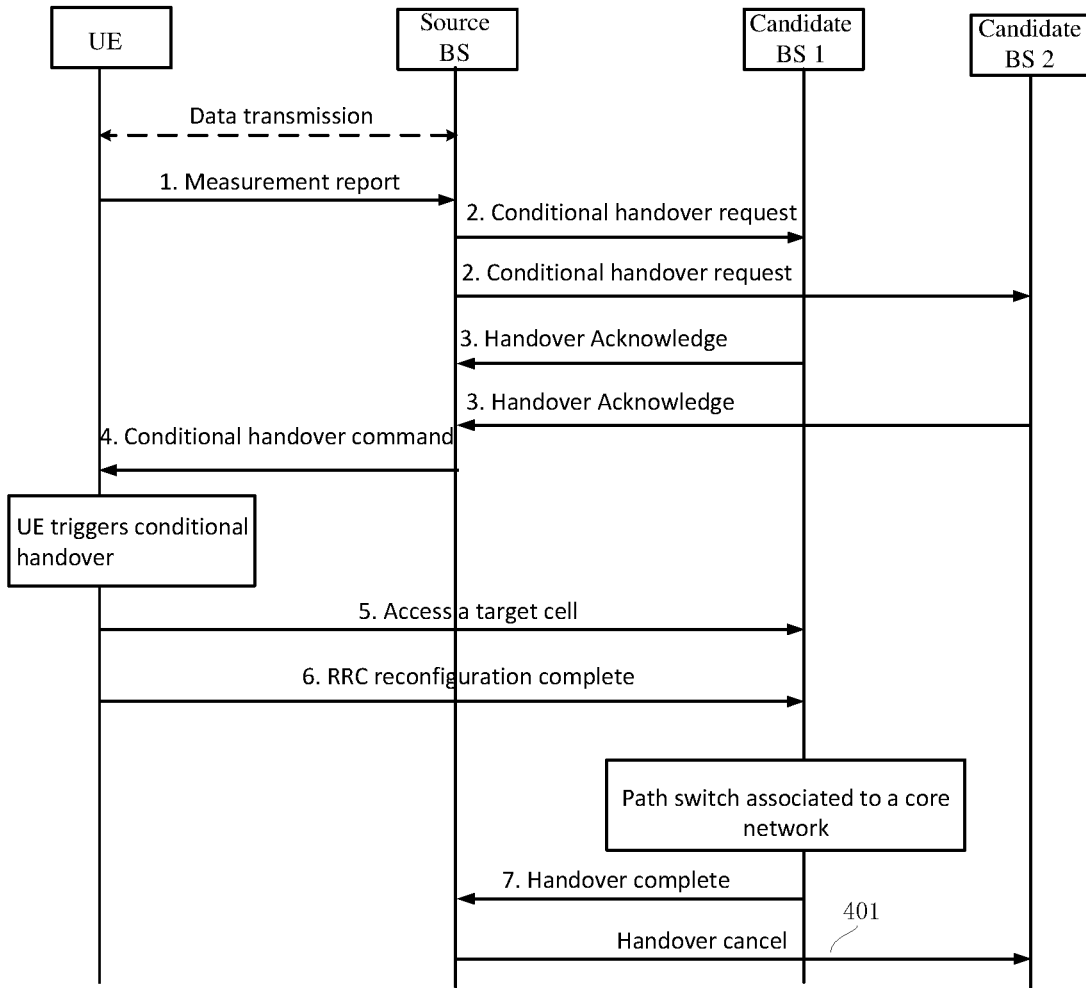 UE
Source
BS
Candidate
BS 1
Candidate
BS 2
Data transmission
1. Measurement report
2. Conditional handover request
2. Conditional handover request
3. Handover Acknowledge
3. Handover Acknowledge
4. Conditional handover command
UE triggers conditional
handover
5. Access a target cell
6. RRC reconfiguration complete
Path switch associated to a core
network
7. Handover complete
401
Handover cancel